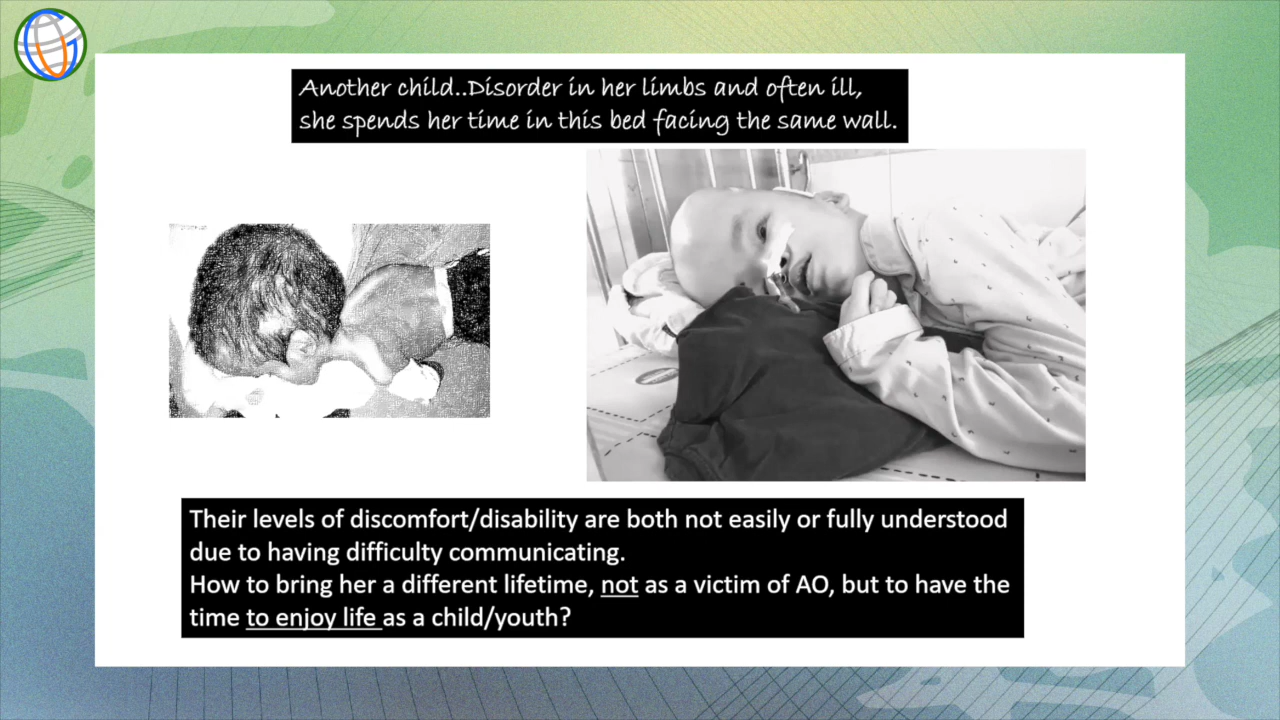 Another child..Disorder in her limbs and often ill,
she spends her time in this bed facing the same wall.
Their levels of discomfort/disability are both not easily or fully understood
due to having difficulty communicating.
How to bring her a different lifetime, not as a victim of AO, but to have the
time to enjoy life as a child/youth?